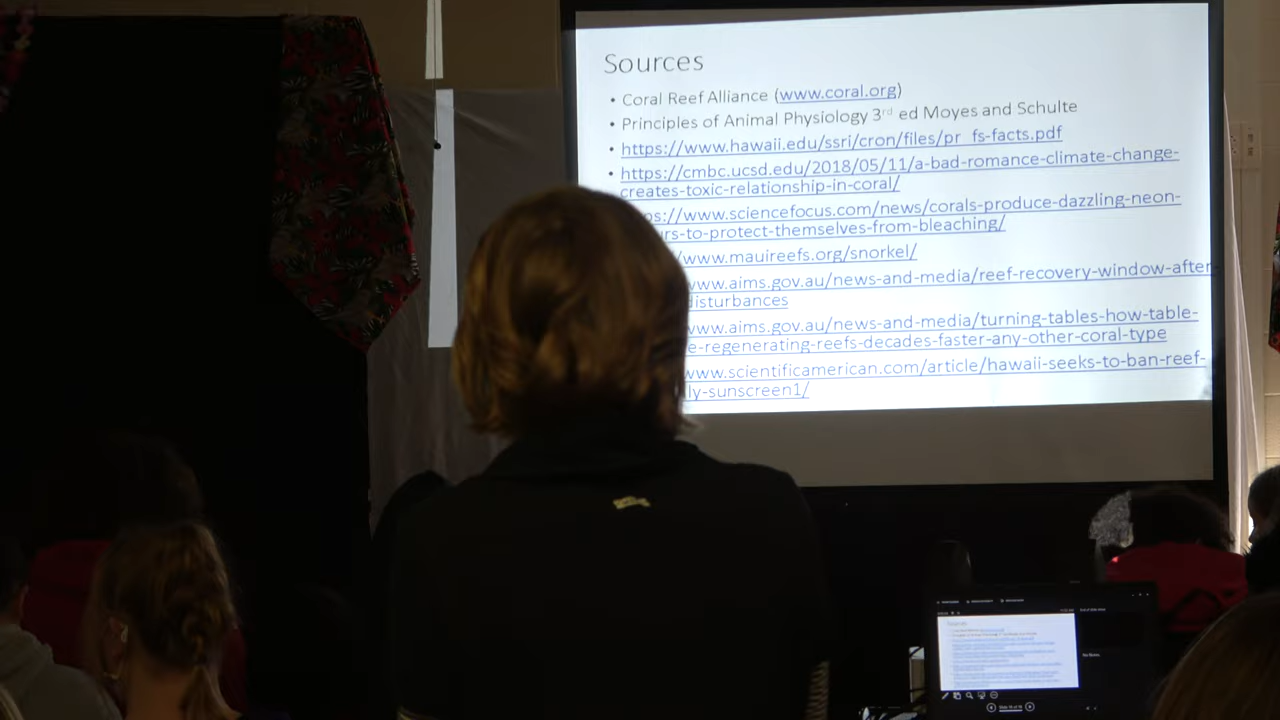 Sources
• Coral Reef Alliance (www.coral.org)
• Principles of Animal Physiology 3rd ed Moyes and Schulte
• https://www.hawaii.edu/ssri/cron/files/pr_fs-facts.pdf
• https://cmbc.ucsd.edu/2018/05/11/a-bad-romance-climate-change-
creates-toxic-relationship-in-coral/
ps://www.sciencefocus.com/news/corals-produce-dazzling-neon-
urs-to-protect-themselves-from-bleaching/
/www.mauireefs.org/snorkel/
www.aims.gov.au/news-and-media/reef-recovery-window-after
disturbances
www.aims.gov.au/news-and-media/turning-tables-how-table-
e-regenerating-reefs-decades-faster-any-other-coral-type
www.scientificamerican.com/article/hawaii-seeks-to-ban-reef-
ly-sunscreen1/
Sources